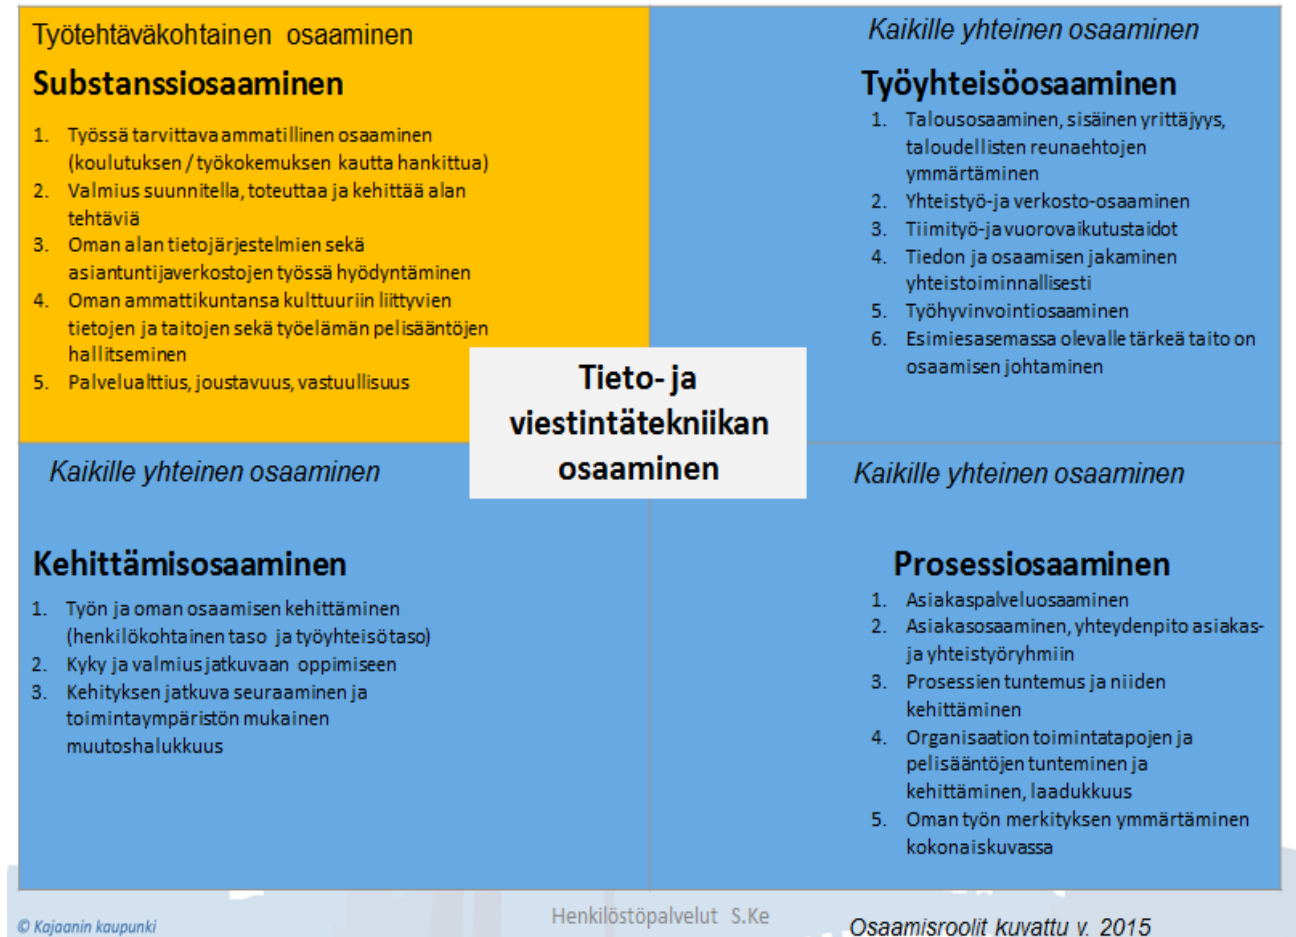 Työtehtäväkohtainen osaaminen
Substanssiosaaminen
1. Työssä tarvittava ammatillinen osaaminen
(koulutuksen / työkokemuksen kautta hankittua)
2. Valmius suunnitella, toteuttaa ja kehittää alan
tehtäviä
3. Oman alan tietojärjestelmien sekä
asiantuntijaverkostojen työssä hyödyntäminen
4. Oman ammattikuntansa kulttuuriin liittyvien
tietojen ja taitojen sekä työelämän pelisääntöjen
hallitseminen
5. Palvelualttius, joustavuus, vastuullisuus
Kaikille yhteinen osaaminen
Työyhteisöosaaminen
1. Talousosaaminen, sisäinen yrittäjyys,
taloudellisten reunaehtojen
ymmärtäminen
2. Yhteistyö-ja verkosto-osaaminen
3. Tiimityö-ja vuorovaikutustaidot
4. Tiedon ja osaamisen jakaminen
yhteistoiminnallisesti
5. Työhyvinvointiosaaminen
6. Esimiesasemassa olevalle tärkeä taito on
osaamisen johtaminen
Tieto- ja
viestintätekniikan
osaaminen
Kaikille yhteinen osaaminen
Kehittämisosaaminen
1. Työn ja oman osaamisen kehittäminen
(henkilökohtainen taso ja työyhteisötaso)
2. Kyky ja valmius jatkuvaan oppimiseen
3. Kehityksen jatkuva seuraaminen ja
toimintaympäristön mukainen
muutoshalukkuus
Kaikille yhteinen osaaminen
Prosessiosaaminen
1. Asiakaspalveluosaaminen
2. Asiakasosaaminen, yhteydenpito asiakas-
ja yhteistyöryhmiin
3. Prosessien tuntemus ja niiden
kehittäminen
4. Organisaation toimintatapojen ja
pelisääntöjen tunteminen ja
kehittäminen, laadukkuus
5. Oman työn merkityksen ymmärtäminen
kokonaiskuvassa
© Kajaanin kaupunki
Henkilöstöpalvelut S.Ke
Osaamisroolit kuvattu v. 2015